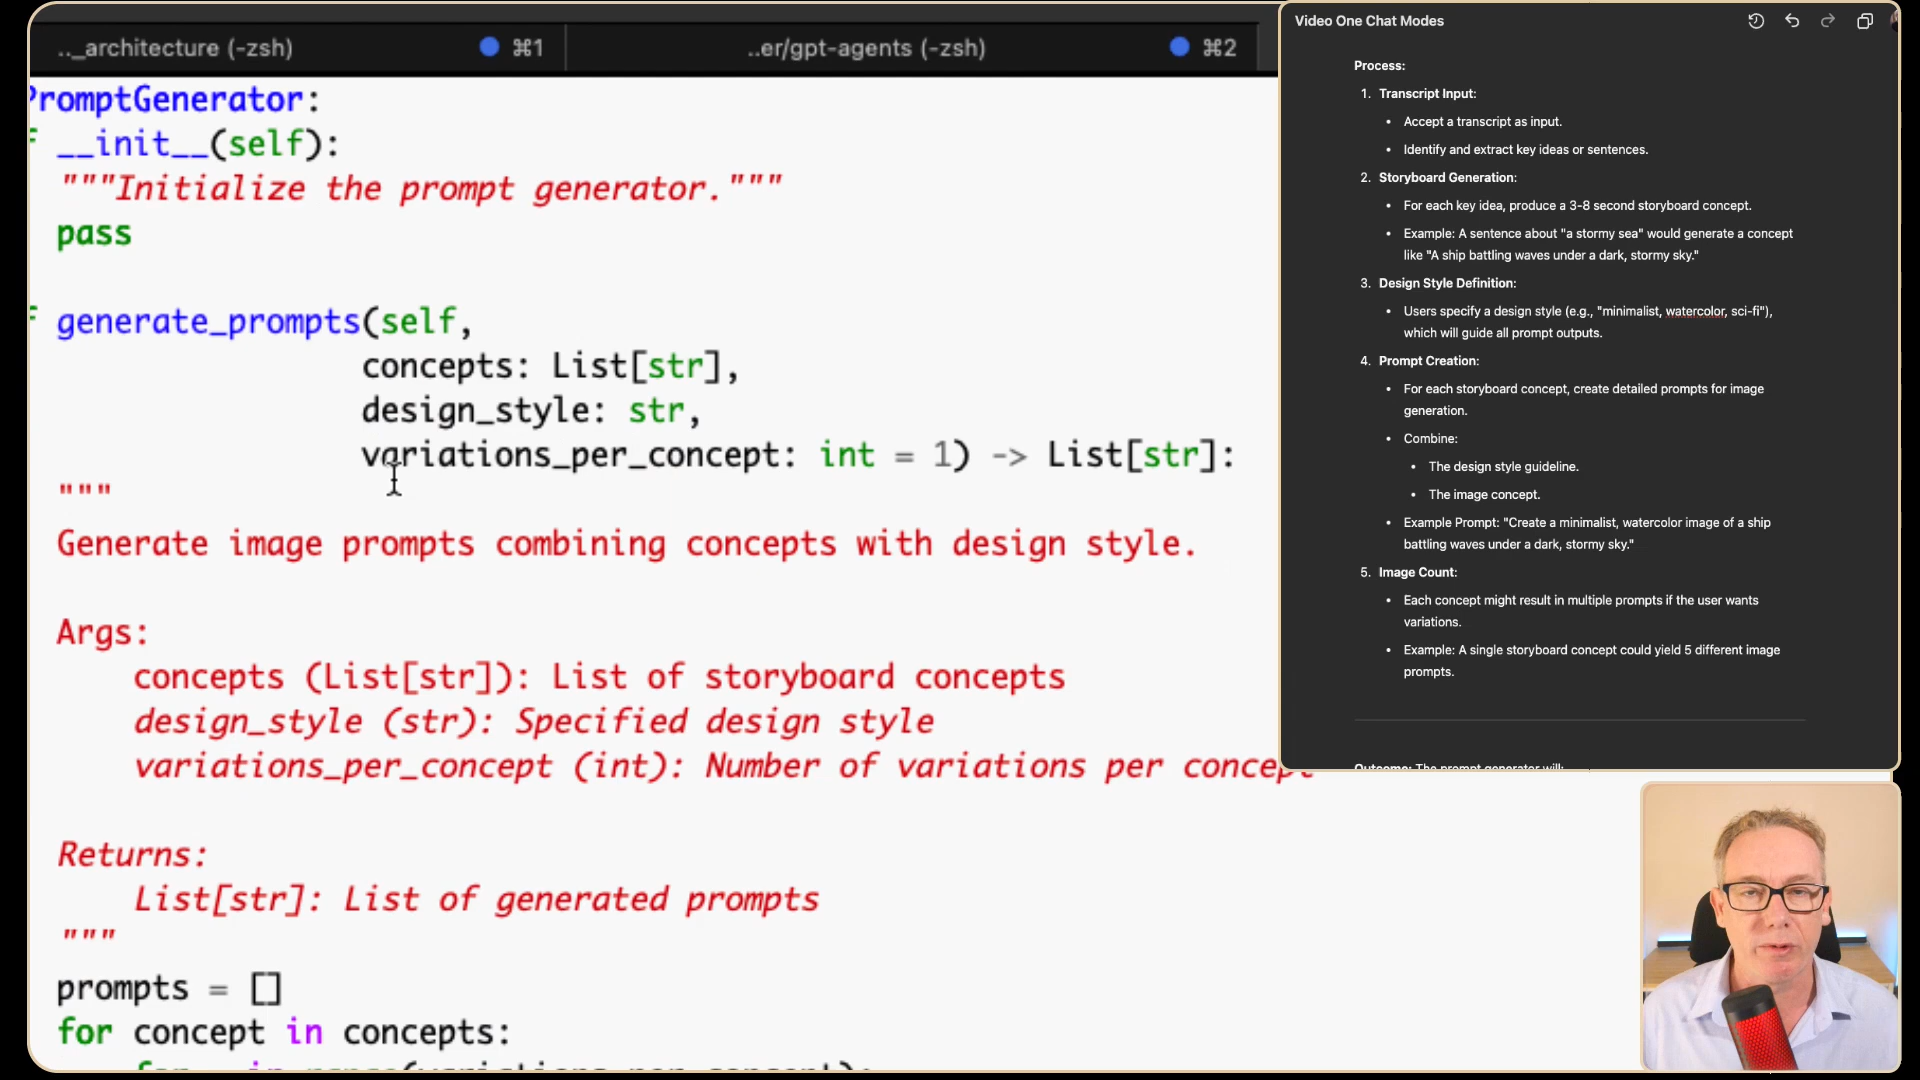 .._architecture (-zsh)
⌘1
..er/gpt-agents (-zsh)
⌘2
PromptGenerator:
__init__(self):
"""Initialize the prompt generator."""
pass
generate_prompts(self,
concepts: List[str],
design_style: str,
variations_per_concept: int = 1) -> List[str]:
"""
Generate image prompts combining concepts with design style.
Args:
concepts (List[str]): List of storyboard concepts
design_style (str): Specified design style
variations_per_concept (int): Number of variations per concept
Returns:
List[str]: List of generated prompts
"""
prompts = []
for concept in concepts:
Video One Chat Modes
Process:
1. Transcript Input:
• Accept a transcript as input.
• Identify and extract key ideas or sentences.
2. Storyboard Generation:
• For each key idea, produce a 3-8 second storyboard concept.
• Example: A sentence about "a stormy sea" would generate a concept
like "A ship battling waves under a dark, stormy sky."
3. Design Style Definition:
• Users specify a design style (e.g., "minimalist, watercolor, sci-fi"),
which will guide all prompt outputs.
4. Prompt Creation:
• For each storyboard concept, create detailed prompts for image
generation.
• Combine:
• The design style guideline.
• The image concept.
• Example Prompt: "Create a minimalist, watercolor image of a ship
battling waves under a dark, stormy sky."
5. Image Count:
• Each concept might result in multiple prompts if the user wants
variations.
• Example: A single storyboard concept could yield 5 different image
prompts.
Outcome: The prompt generator will: